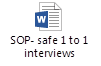 W
SOP- safe 1 to 1
interviews